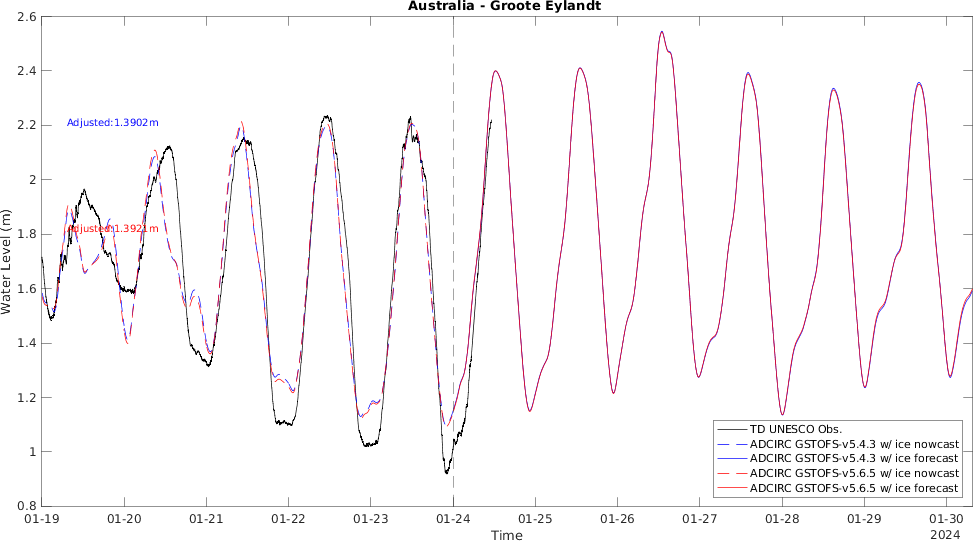 Australia - Groote Eylandt
2.6
2.4
2.2
2
1.8
1.6
1.4
1.2
1
0.8
Water Level (m)
Adjusted:1.3902m
Adjusted:1.3921m
TD UNESCO Obs.
ADCIRC GSTOFS-v5.4.3 w/ ice nowcast
ADCIRC GSTOFS-v5.4.3 w/ ice forecast
ADCIRC GSTOFS-v5.6.5 w/ ice nowcast
ADCIRC GSTOFS-v5.6.5 w/ ice forecast
01-19 01-20 01-21 01-22 01-23 01-24 01-25 01-26 01-27 01-28 01-29 01-30
Time
2024